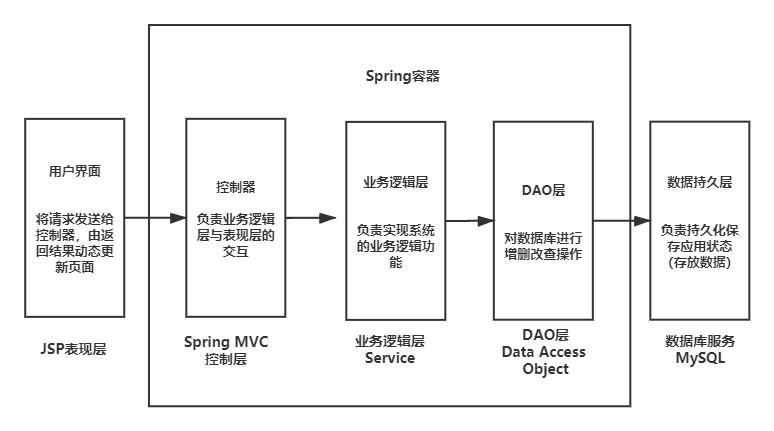 Spring容器
用户界面
将请求发送给
控制器，由返
回结果动态更
新页面
JSP表现层
控制器
负责业务逻辑
层与表现层的
交互
Spring MVC
控制层
业务逻辑层
负责实现系统
的业务逻辑功
能
业务逻辑层
Service
DAO层
对数据库进行
增删改查操作
DAO层
Data Access
Object
数据持久层
负责持久化保
存应用状态
(存放数据)
数据库服务
MySQL